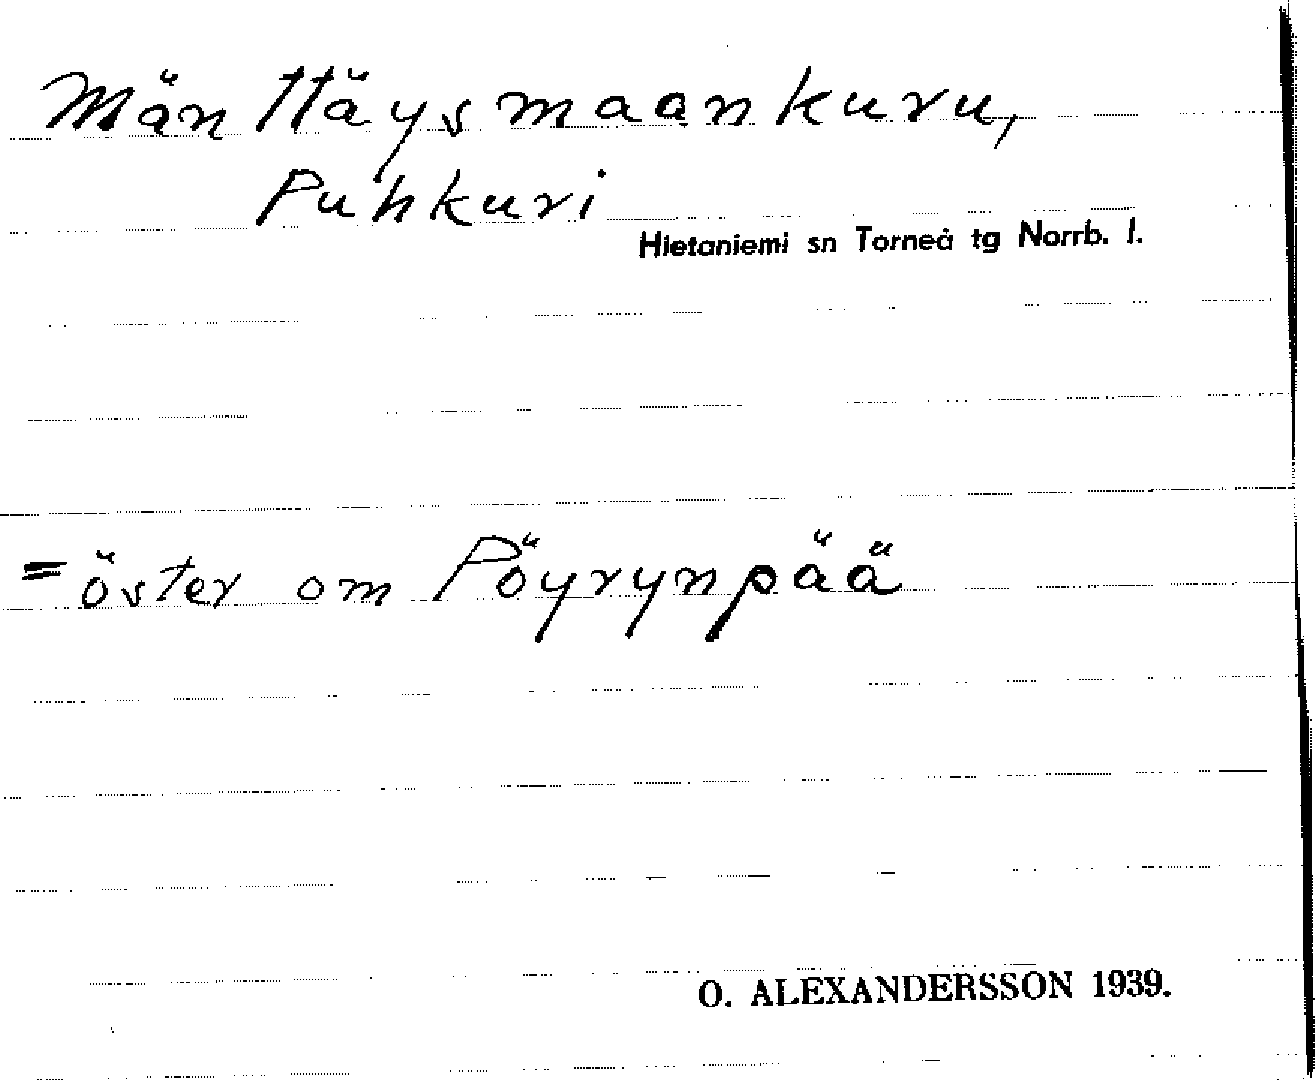 Mänttäysmaankuru,
Puhkuri
Hietaniemi sn Torneå tg Norrb. l.
= öster om Pöyrynpää
O. ALEXANDERSSON 1939.